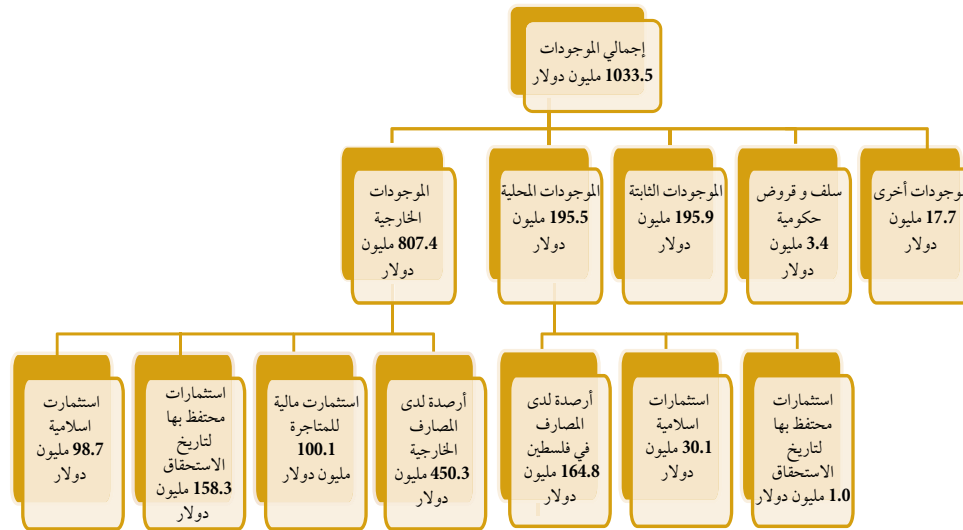 إجمالي الموجودات
1033.5 مليون دولار
الموجودات
الخارجية
807.4 مليون
دولار
الموجودات المحلية
195.5 مليون
دولار
الموجودات الثابتة
195.9 مليون
دولار
سلف و قروض
حكومية
3.4 مليون
دولار
موجودات أخرى
17.7 مليون
دولار
استثمارت
اسلامية
98.7 مليون
دولار
استثمارات
محتفظ بها
لتاريخ
الاستحقاق
158.3 مليون
دولار
استثمارت مالية
للمتاجرة
100.1
مليون دولار
أرصدة لدى
المصارف
الخارجية
450.3 مليون
دولار
أرصدة لدى
المصارف
في فلسطين
164.8 مليون
دولار
استثمارات
اسلامية
30.1 مليون
دولار
استثمارات
محتفظ بها
لتاريخ
الاستحقاق
1.0 مليون دولار